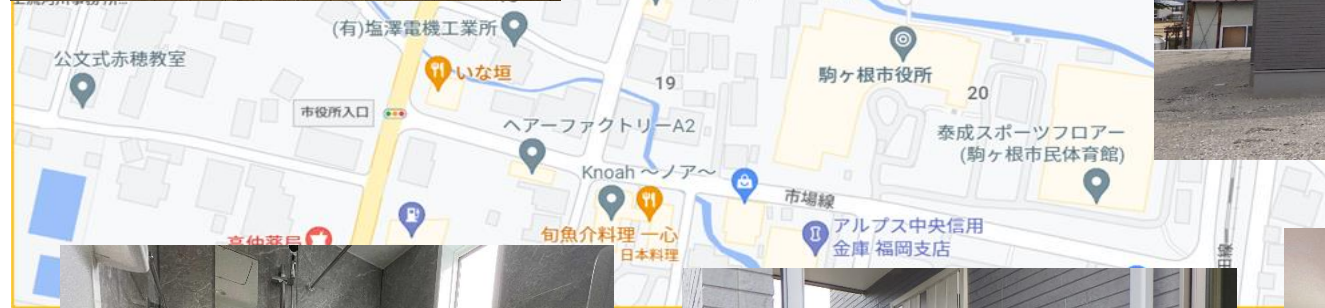 (有)塩澤電機工業所
公文式赤穂教室
いな垣
駒ヶ根市役所
19
20
市役所入口
ヘアーファクトリーA2
泰成スポーツフロアー
(駒ヶ根市民体育館)
Knoah ～ノア～
市場線
アルプス中央信用
金庫 福岡支店
旬魚介料理 一心
日本料理
高仲薬局